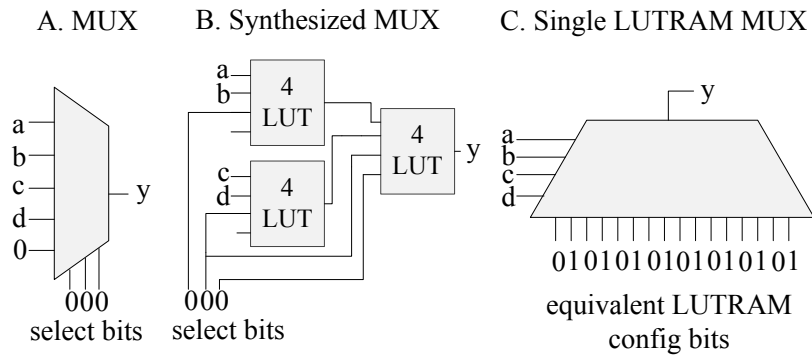 A. MUX
a
b
c
d
0
y
000
select bits
B. Synthesized MUX
a
b
4
LUT
c
d
4
LUT
4
LUT
y
000
select bits
C. Single LUTRAM MUX
y
a
b
c
d
0101010101010101
equivalent LUTRAM
config bits